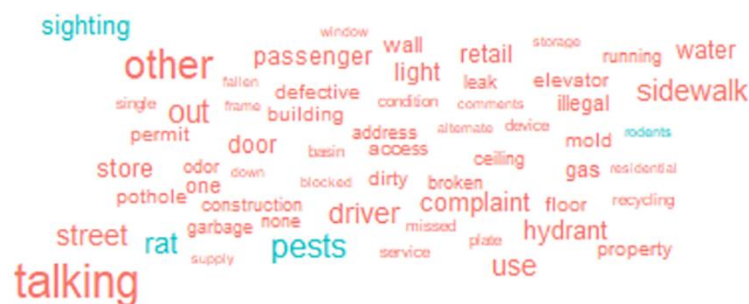 sighting
window
other
passenger
wall
retail
storage
running
water
light
leak
elevator
sidewalk
fallen
defective
single
out
frame
building
condition
comments
illegal
permit
door
address
alternate
device
mold
rodents
basin
access
store
odor
down
ceiling
gas
residential
pothole
one
blocked
dirty
broken
construction
complaint
floor
recycling
garbage
none
driver
missed
hydrant
street
rat
supply
pests
service
plate
property
talking
use